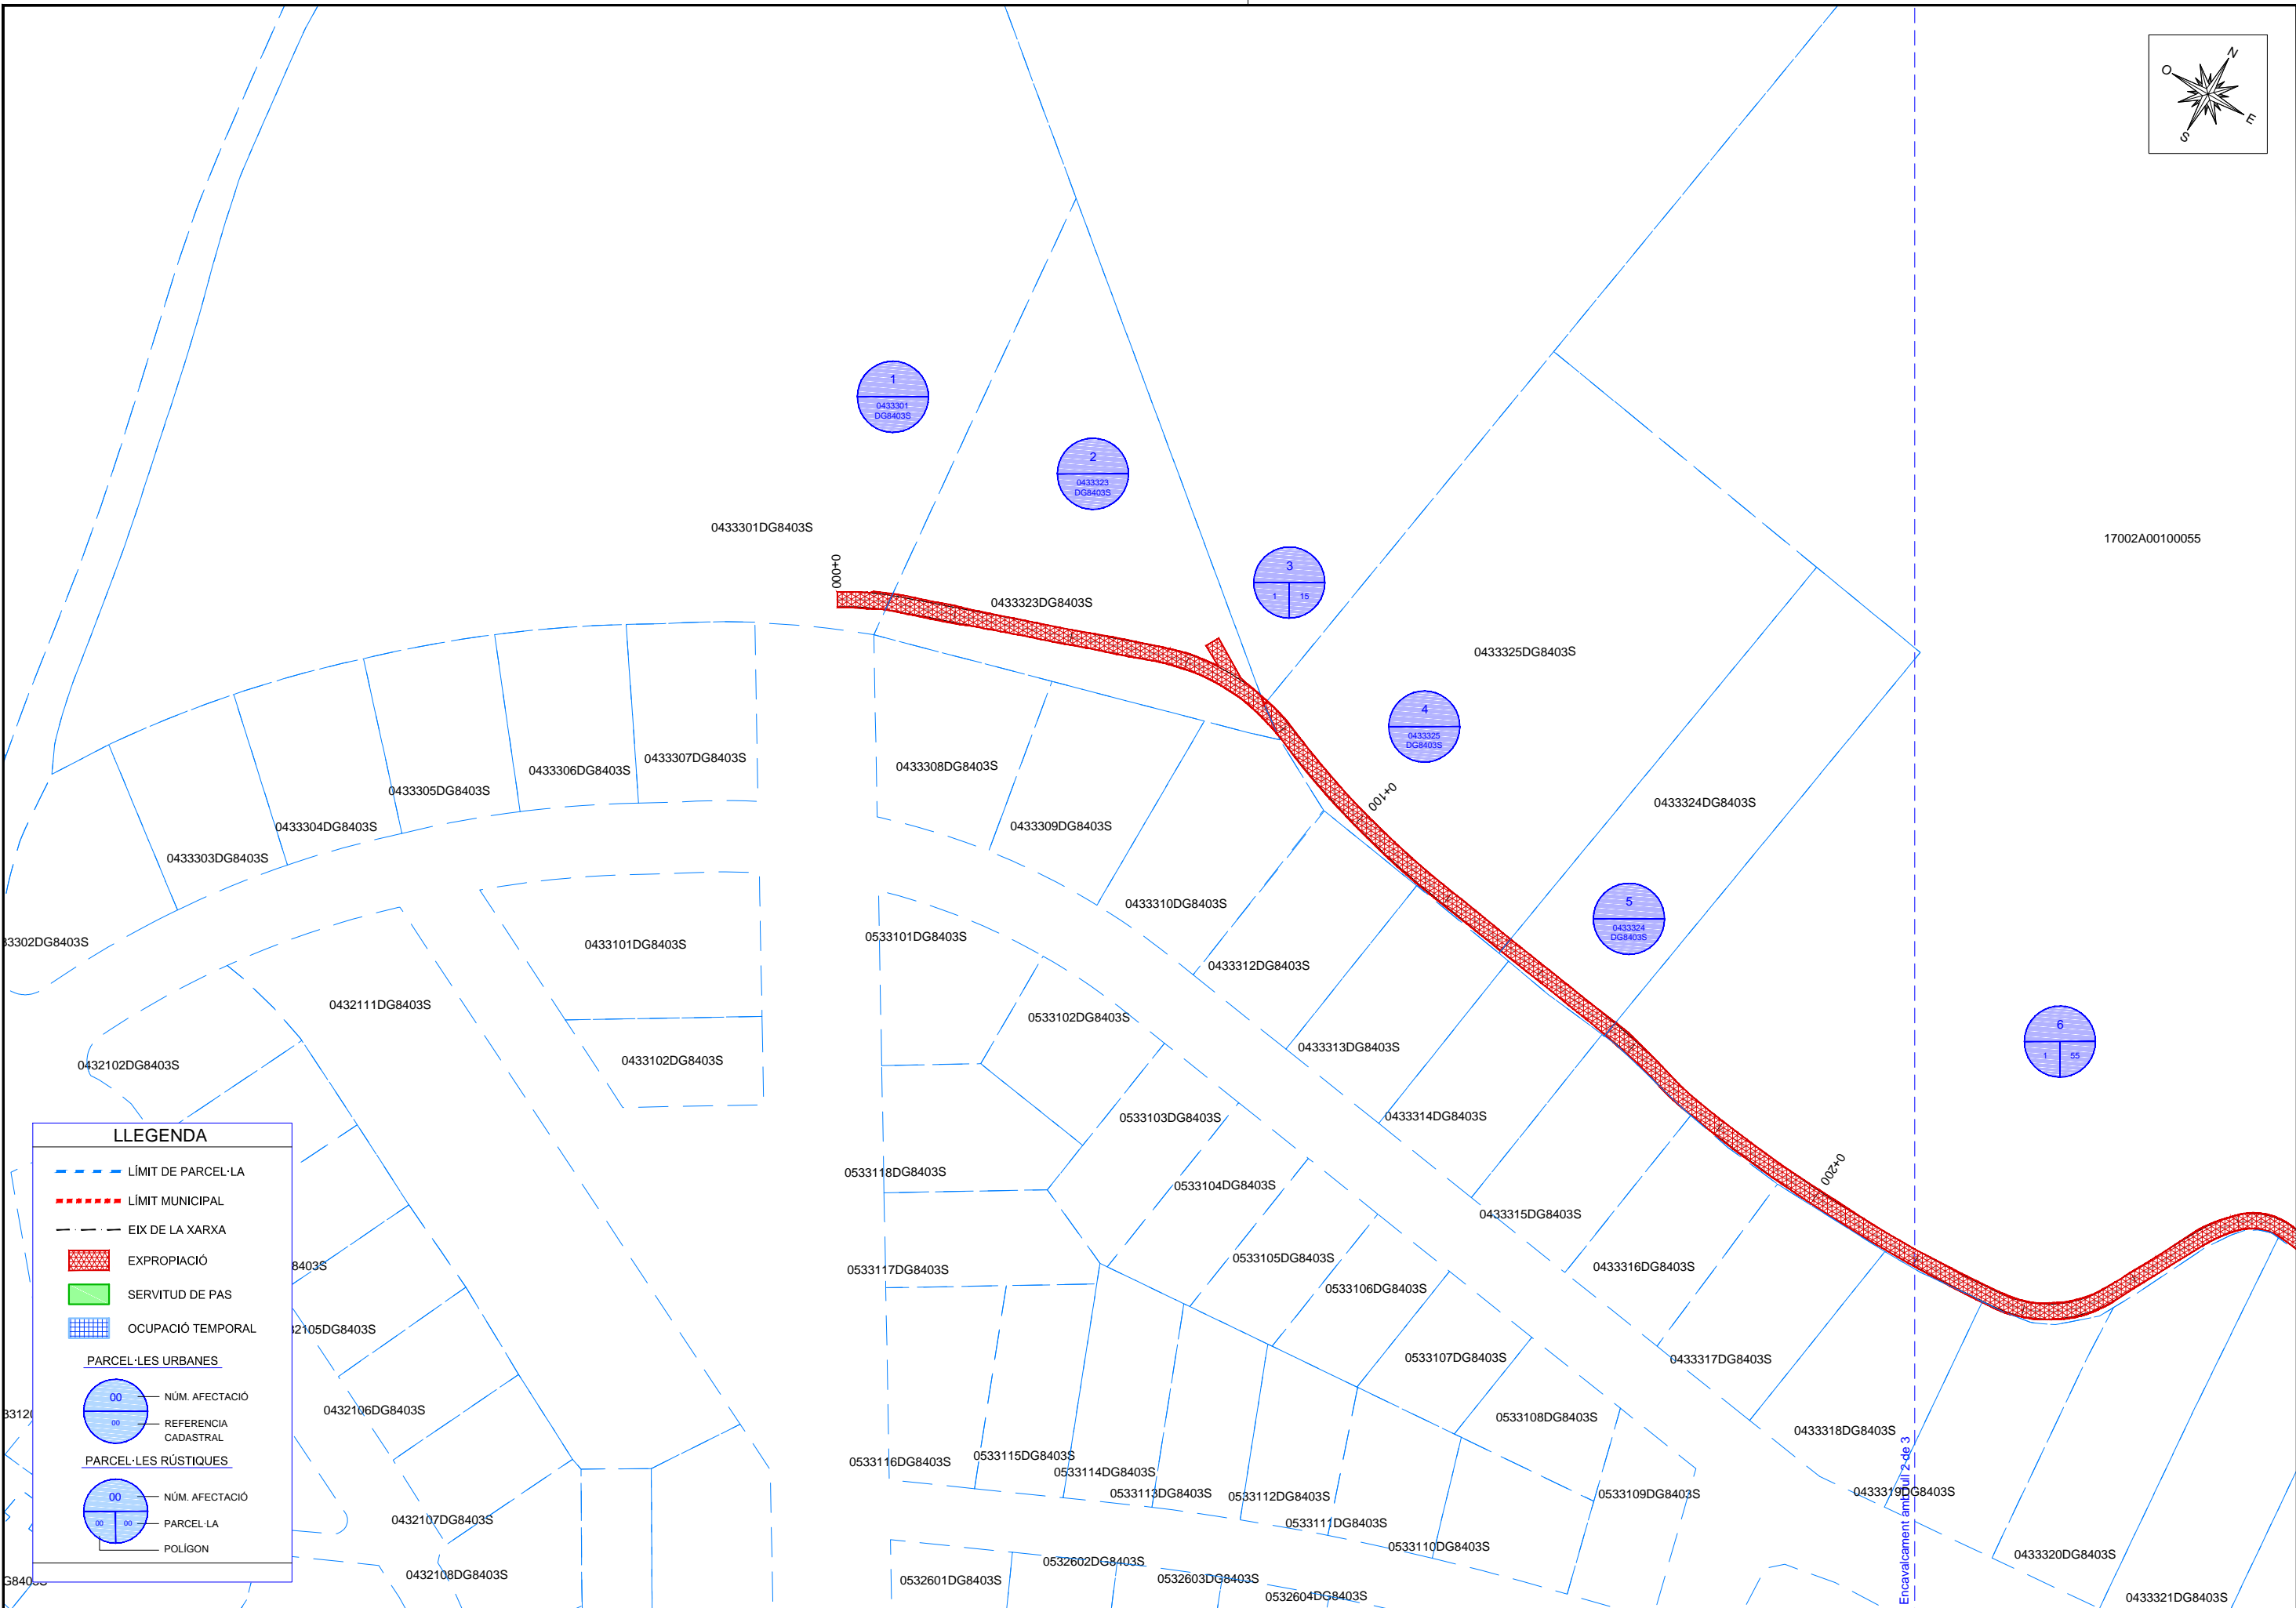 N
O
E
S
1
0433301
DG8403S
2
0433323
DG8403S
0433301DG8403S
17002A00100055
0+000
3
1 15
0433323DG8403S
0433325DG8403S
4
0433325
DG8403S
0433307DG8403S
0433306DG8403S
0433308DG8403S
0433305DG8403S
0+100
0433324DG8403S
0433304DG8403S
0433309DG8403S
0433303DG8403S
0433310DG8403S
5
0433324
DG8403S
33302DG8403S
0433101DG8403S
0533101DG8403S
0433312DG8403S
0432111DG8403S
0533102DG8403S
6
1 55
0433313DG8403S
0433102DG8403S
0432102DG8403S
0533103DG8403S
0433314DG8403S
0533118DG8403S
0533104DG8403S
0+200
0433315DG8403S
0533117DG8403S
0533105DG8403S
0433316DG8403S
0533106DG8403S
0533107DG8403S
0433317DG8403S
0533108DG8403S
0433318DG8403S
0533116DG8403S
0533115DG8403S
0533114DG8403S
0533113DG8403S
0533112DG8403S
0533109DG8403S
0433319DG8403S
Encavalcament amb full 2 de 3
0533111DG8403S
0533110DG8403S
0433320DG8403S
0532602DG8403S
0532601DG8403S
0532603DG8403S
0532604DG8403S
0433321DG8403S
8403S
32105DG8403S
0432106DG8403S
33120
0432107DG8403S
0432108DG8403S
G8403S
LLEGENDA
LÍMIT DE PARCEL·LA
LÍMIT MUNICIPAL
EIX DE LA XARXA
EXPROPIACIÓ
SERVITUD DE PAS
OCUPACIÓ TEMPORAL
PARCEL·LES URBANES
00 NÚM. AFECTACIÓ
00 REFERENCIA
CADASTRAL
PARCEL·LES RÚSTIQUES
00 NÚM. AFECTACIÓ
00 00 PARCEL·LA
POLÍGON